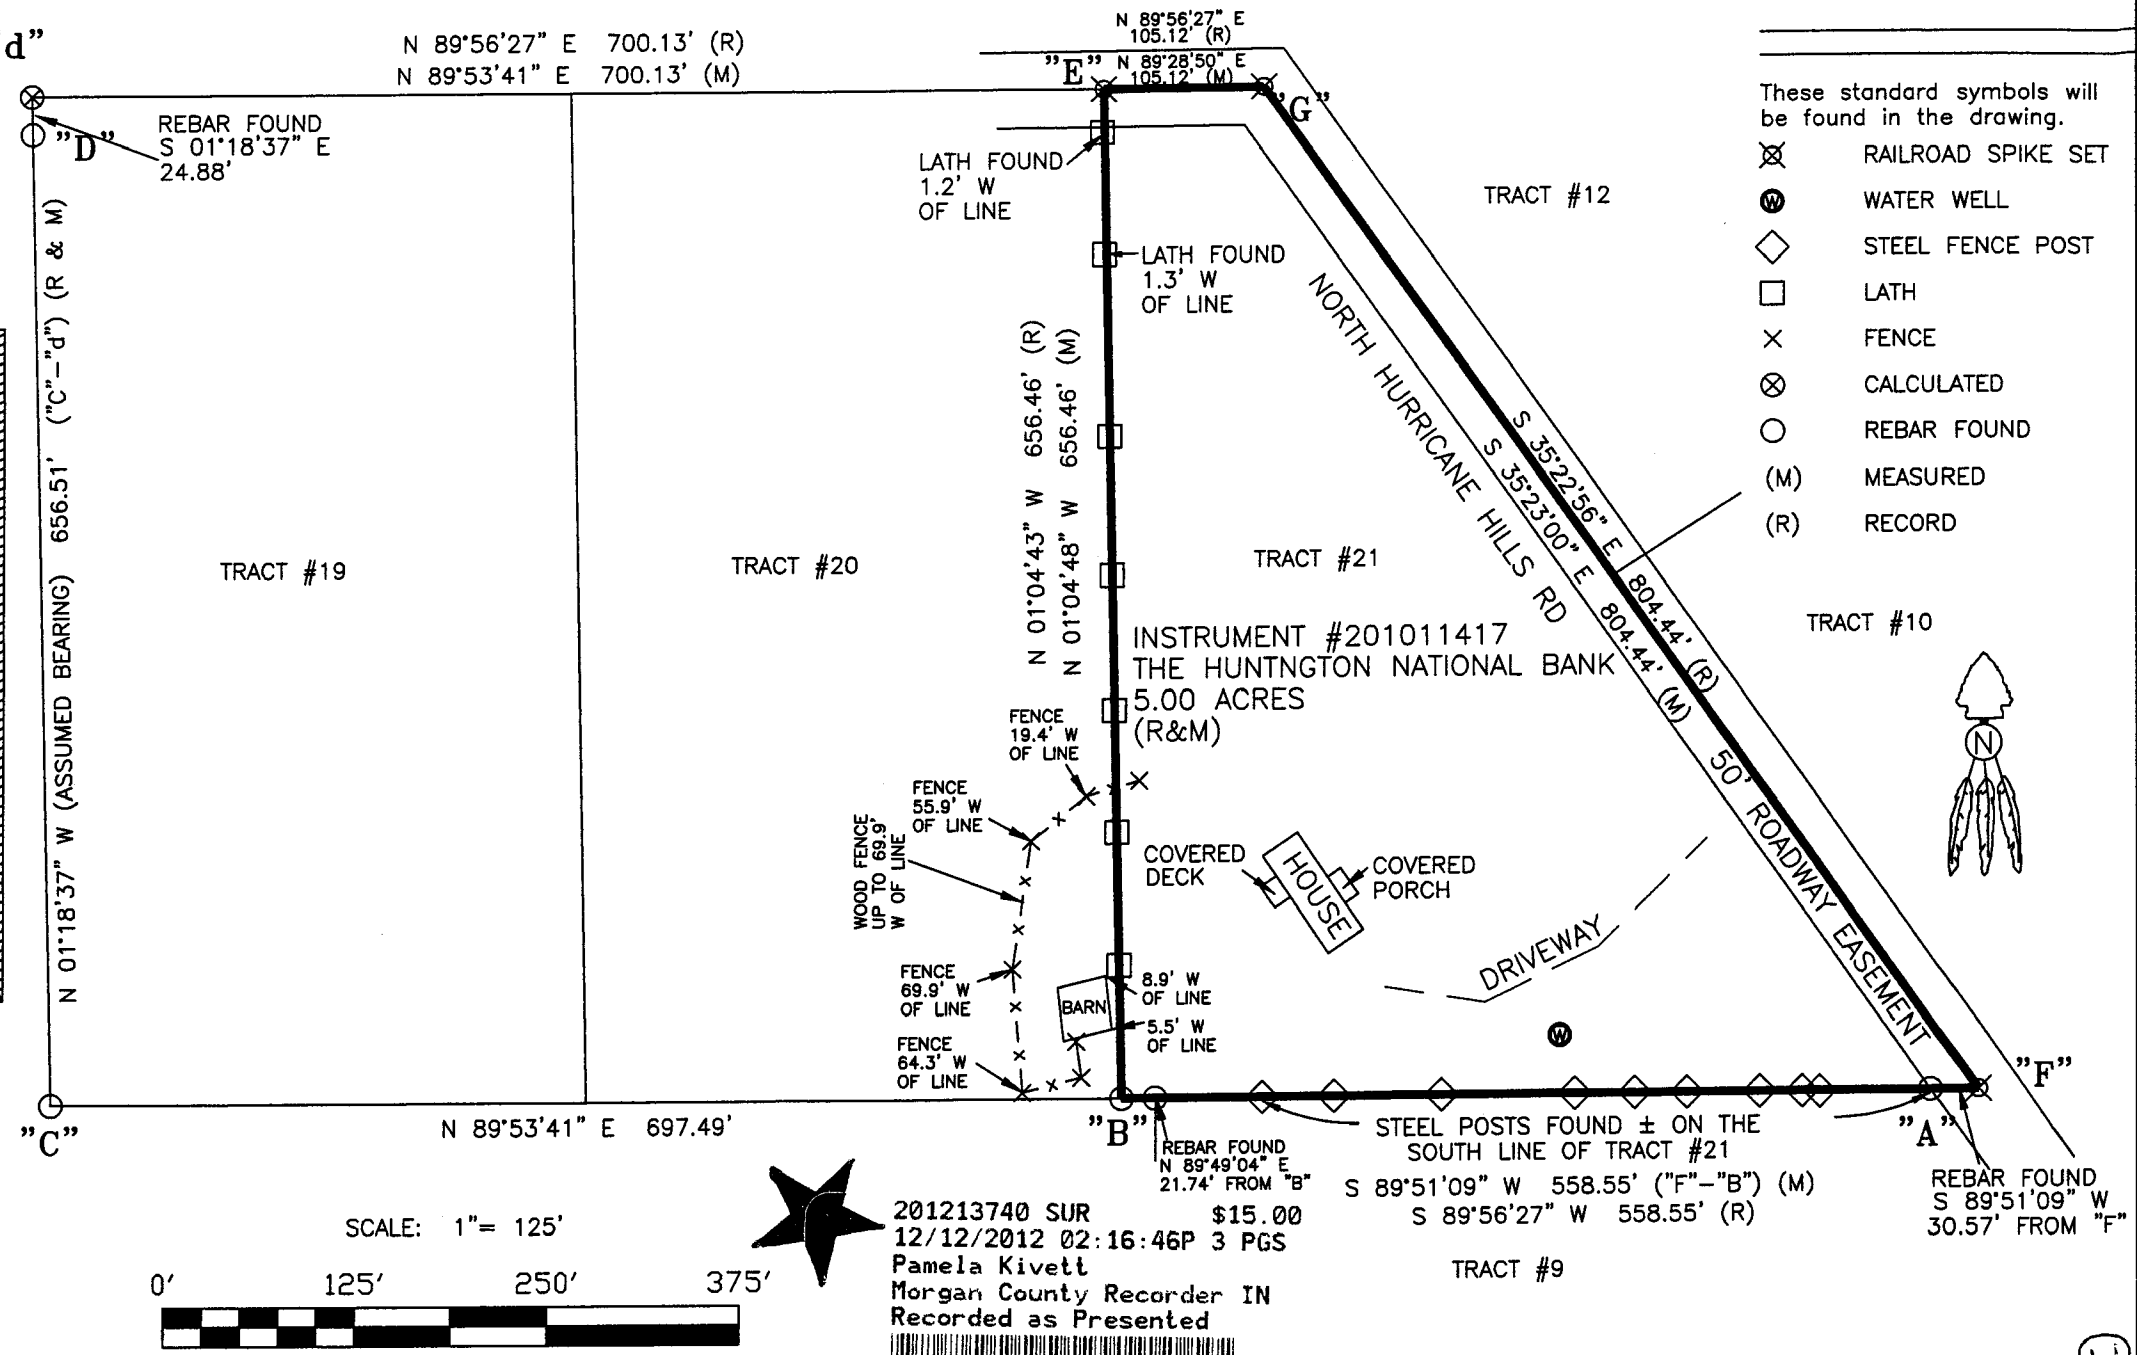 "d"
N 89°56'27" E 700.13' (R)
N 89°53'41" E 700.13' (M)
N 89°56'27" E
105.12' (R)
"E" N 89°28'50" E
105.12' (M)
"G"
REBAR FOUND
S 01°18'37" E
24.88'
"D"
LATH FOUND
1.2' W
OF LINE
LATH FOUND
1.3' W
OF LINE
TRACT #12
These standard symbols will
be found in the drawing.
RAILROAD SPIKE SET
W WATER WELL
STEEL FENCE POST
LATH
FENCE
CALCULATED
REBAR FOUND
(M) MEASURED
(R) RECORD
N 01°18'37" W (ASSUMED BEARING) 656.51' ("C"-"d") (R & M)
N 01°04'43" W 656.46' (R)
N 01°04'48" W 656.46' (M)
NORTH HURRICANE HILLS RD
S 35°22'56" E 804.44' (R)
S 35°23'00" E 804.44' (M)
50' ROADWAY EASEMENT
TRACT #19
TRACT #20
TRACT #21
TRACT #10
INSTRUMENT #201011417
THE HUNTNGTON NATIONAL BANK
5.00 ACRES
(R&M)
N
FENCE
19.4' W
OF LINE
FENCE
55.9' W
OF LINE
WOOD FENCE
UP TO 69.9'
W OF LINE
COVERED
DECK
HOUSE
COVERED
PORCH
DRIVEWAY
FENCE
69.9' W
OF LINE
BARN
8.9' W
OF LINE
5.5' W
OF LINE
FENCE
64.3' W
OF LINE
W
"F"
"C"
N 89°53'41" E 697.49'
"B"
REBAR FOUND
N 89°49'04" E
21.74' FROM "B"
STEEL POSTS FOUND ± ON THE
SOUTH LINE OF TRACT #21
"A"
S 89°51'09" W 558.55' ("F"-"B") (M)
S 89°56'27" W 558.55' (R)
REBAR FOUND
S 89°51'09" W
30.57' FROM "F"
TRACT #9
SCALE: 1"= 125'
0' 125' 250' 375'
201213740 SUR $15.00
12/12/2012 02:16:46P 3 PGS
Pamela Kivett
Morgan County Recorder IN
Recorded as Presented